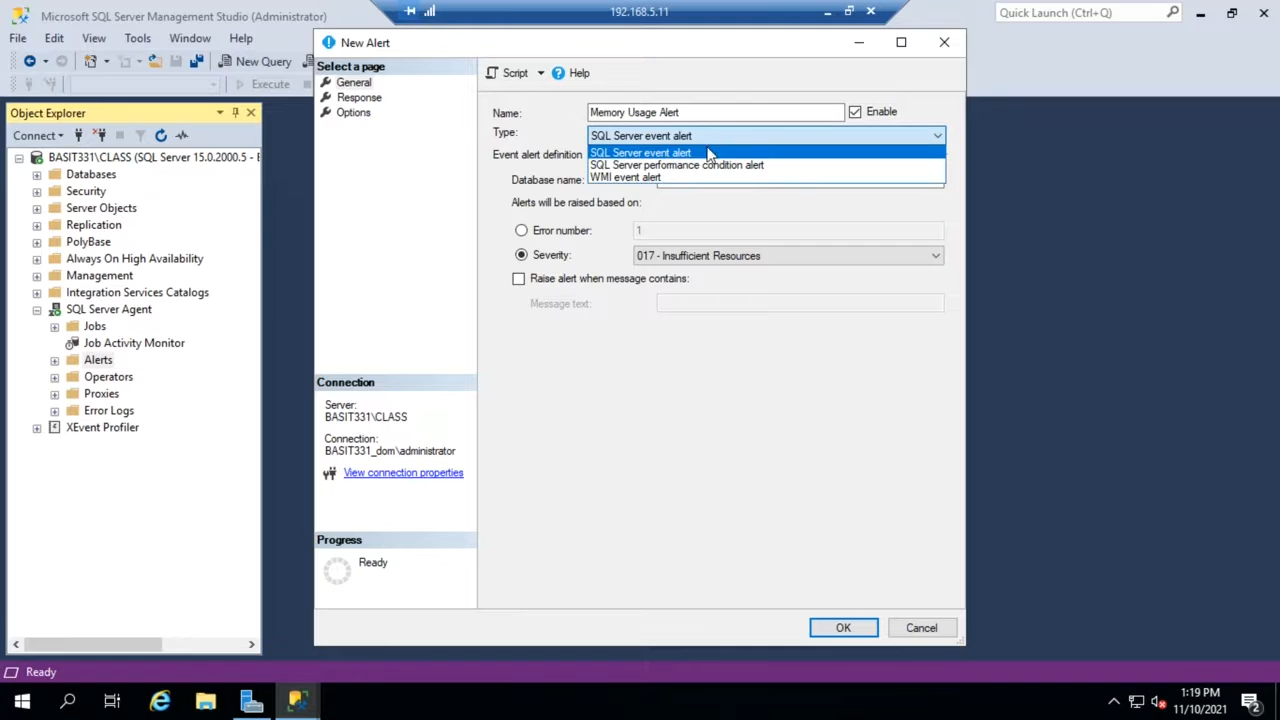 Microsoft SQL Server Management Studio (Administrator)
192.168.5.11
Quick Launch (Ctrl+Q)
File Edit View Tools Window Help
New Query
Execute
Object Explorer
Connect
BASIT331\CLASS (SQL Server 15.0.2000.5 - E
Databases
Security
Server Objects
Replication
PolyBase
Always On High Availability
Management
Integration Services Catalogs
SQL Server Agent
Jobs
Job Activity Monitor
Alerts
Operators
Proxies
Error Logs
XEvent Profiler
New Alert
Select a page
General
Response
Options
Connection
Server:
BASIT331\CLASS
Connection:
BASIT331_dom\administrator
View connection properties
Progress
Ready
Script Help
Name: Memory Usage Alert Enable
Type: SQL Server event alert
SQL Server event alert
SQL Server performance condition alert
WMI event alert
Event alert definition
Database name:
Alerts will be raised based on:
Error number: 1
Severity: 017 - Insufficient Resources
Raise alert when message contains:
Message text:
OK Cancel
Ready
1:19 PM
11/10/2021
2